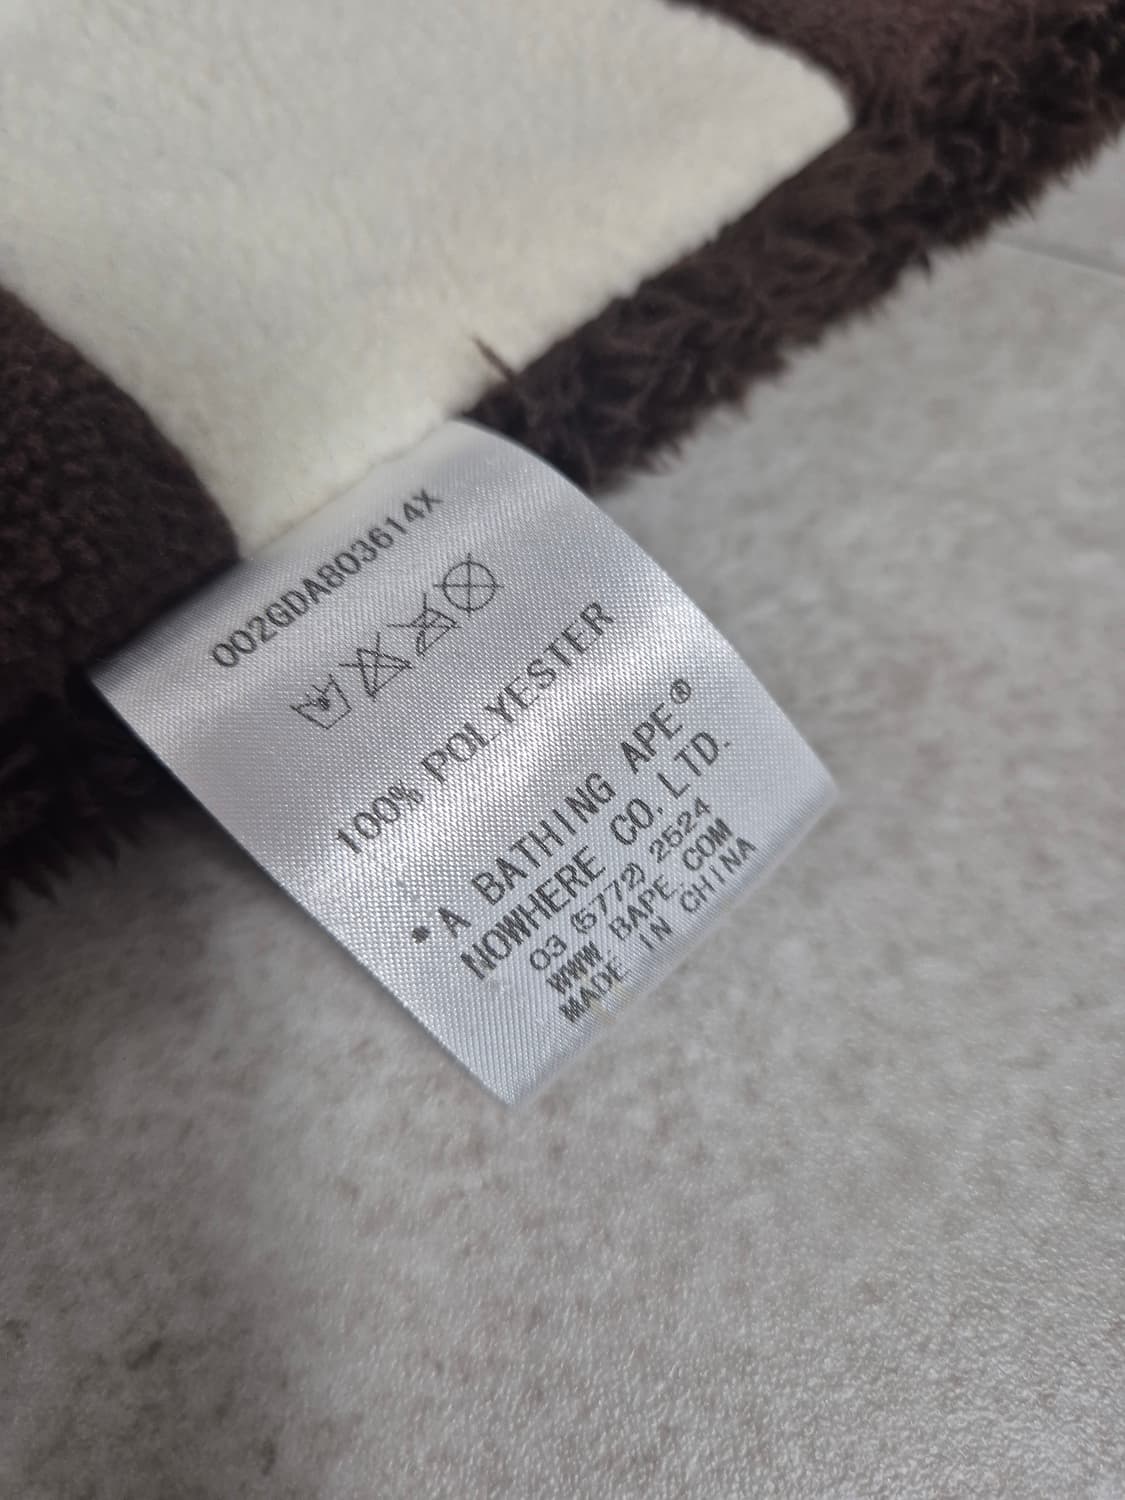 002GDA803614X
100% POLYESTER
*A BATHING APE®
NOWHERE CO. LTD.
03 (5772) 2524
WWW BAPE.COM
MADE IN CHINA